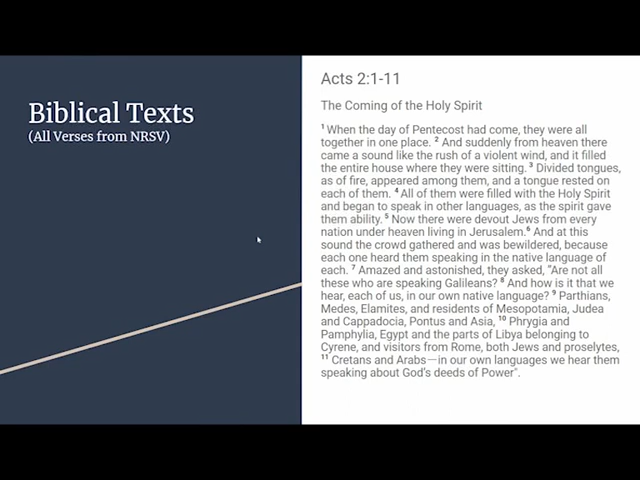 Biblical Texts
(All Verses from NRSV)
Acts 2:1-11
The Coming of the Holy Spirit
1 When the day of Pentecost had come, they were all
together in one place. 2 And suddenly from heaven there
came a sound like the rush of a violent wind, and it filled
the entire house where they were sitting. 3 Divided tongues,
as of fire, appeared among them, and a tongue rested on
each of them. 4 All of them were filled with the Holy Spirit
and began to speak in other languages, as the spirit gave
them ability. 5 Now there were devout Jews from every
nation under heaven living in Jerusalem.6 And at this
sound the crowd gathered and was bewildered, because
each one heard them speaking in the native language of
each. 7 Amazed and astonished, they asked, "Are not all
these who are speaking Galileans? 8 And how is it that we
hear, each of us, in our own native language? 9 Parthians,
Medes, Elamites, and residents of Mesopotamia, Judea
and Cappadocia, Pontus and Asia, 10 Phrygia and
Pamphylia, Egypt and the parts of Libya belonging to
Cyrene, and visitors from Rome, both Jews and proselytes,
11 Cretans and Arabs—in our own languages we hear them
speaking about God's deeds of Power".